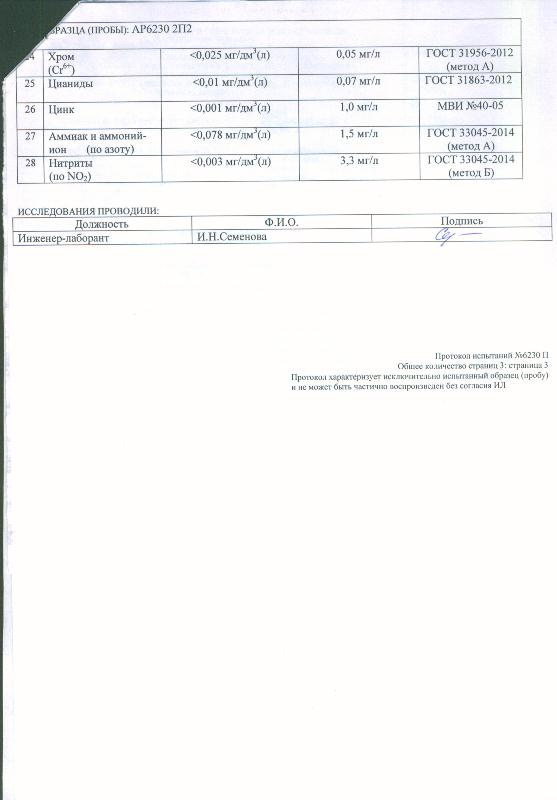 БРАЗЦА (ПРОБЫ): АР6230 2П2
4 Хром <0,025 мг/дм³(л) 0,05 мг/л ГОСТ 31956-2012
(Cr⁶⁺) (метод А)
25 Цианиды <0,01 мг/дм³(л) 0,07 мг/л ГОСТ 31863-2012
26 Цинк <0,001 мг/дм³(л) 1,0 мг/л МВИ №40-05
27 Аммиак и аммоний- <0,078 мг/дм³(л) 1,5 мг/л ГОСТ 33045-2014
ион (по азоту) (метод А)
28 Нитриты <0,003 мг/дм³(л) 3,3 мг/л ГОСТ 33045-2014
(по NO₂) (метод Б)
ИССЛЕДОВАНИЯ ПРОВОДИЛИ:
Должность Ф.И.О. Подпись
Инженер-лаборант И.Н.Семенова
Протокол испытаний №6230 П
Общее количество страниц 3: страница 3
Протокол характеризует исключительно испытанный образец (пробу)
и не может быть частично воспроизведен без согласия ИЛ